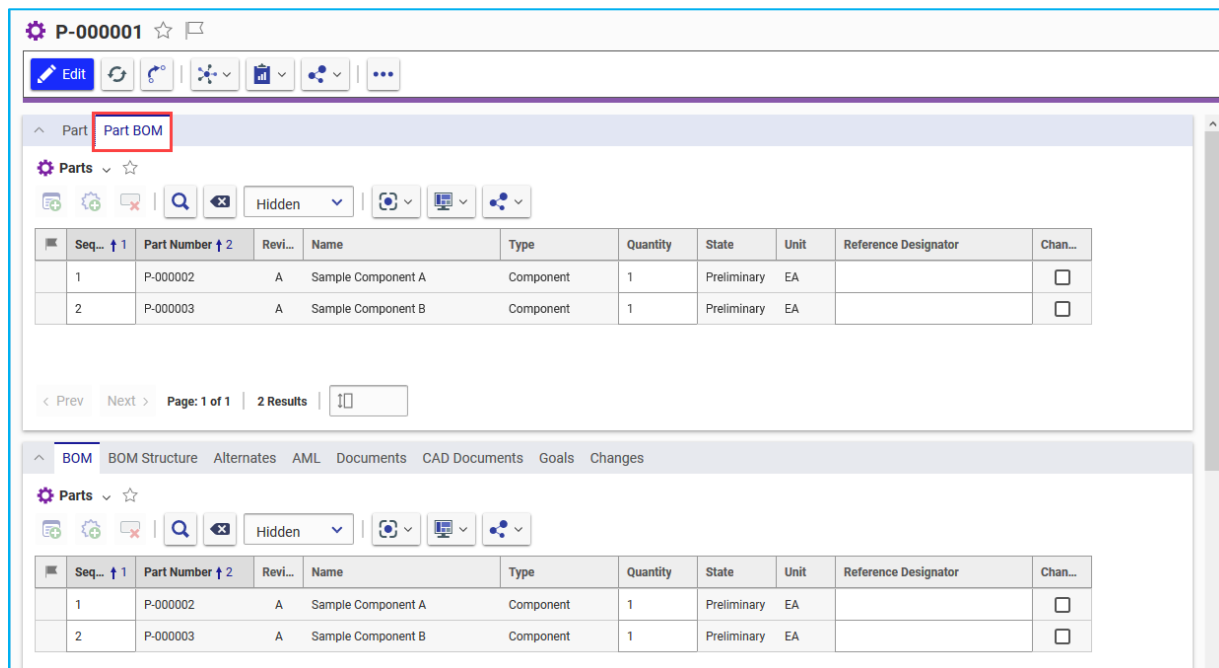 P-000001
Edit
Part Part BOM
Parts
Hidden
Seq... 1 Part Number 2 Revi... Name Type Quantity State Unit Reference Designator Chan...
1 P-000002 A Sample Component A Component 1 Preliminary EA
2 P-000003 A Sample Component B Component 1 Preliminary EA
< Prev Next > Page: 1 of 1 2 Results
BOM BOM Structure Alternates AML Documents CAD Documents Goals Changes
Parts
Hidden
Seq... 1 Part Number 2 Revi... Name Type Quantity State Unit Reference Designator Chan...
1 P-000002 A Sample Component A Component 1 Preliminary EA
2 P-000003 A Sample Component B Component 1 Preliminary EA